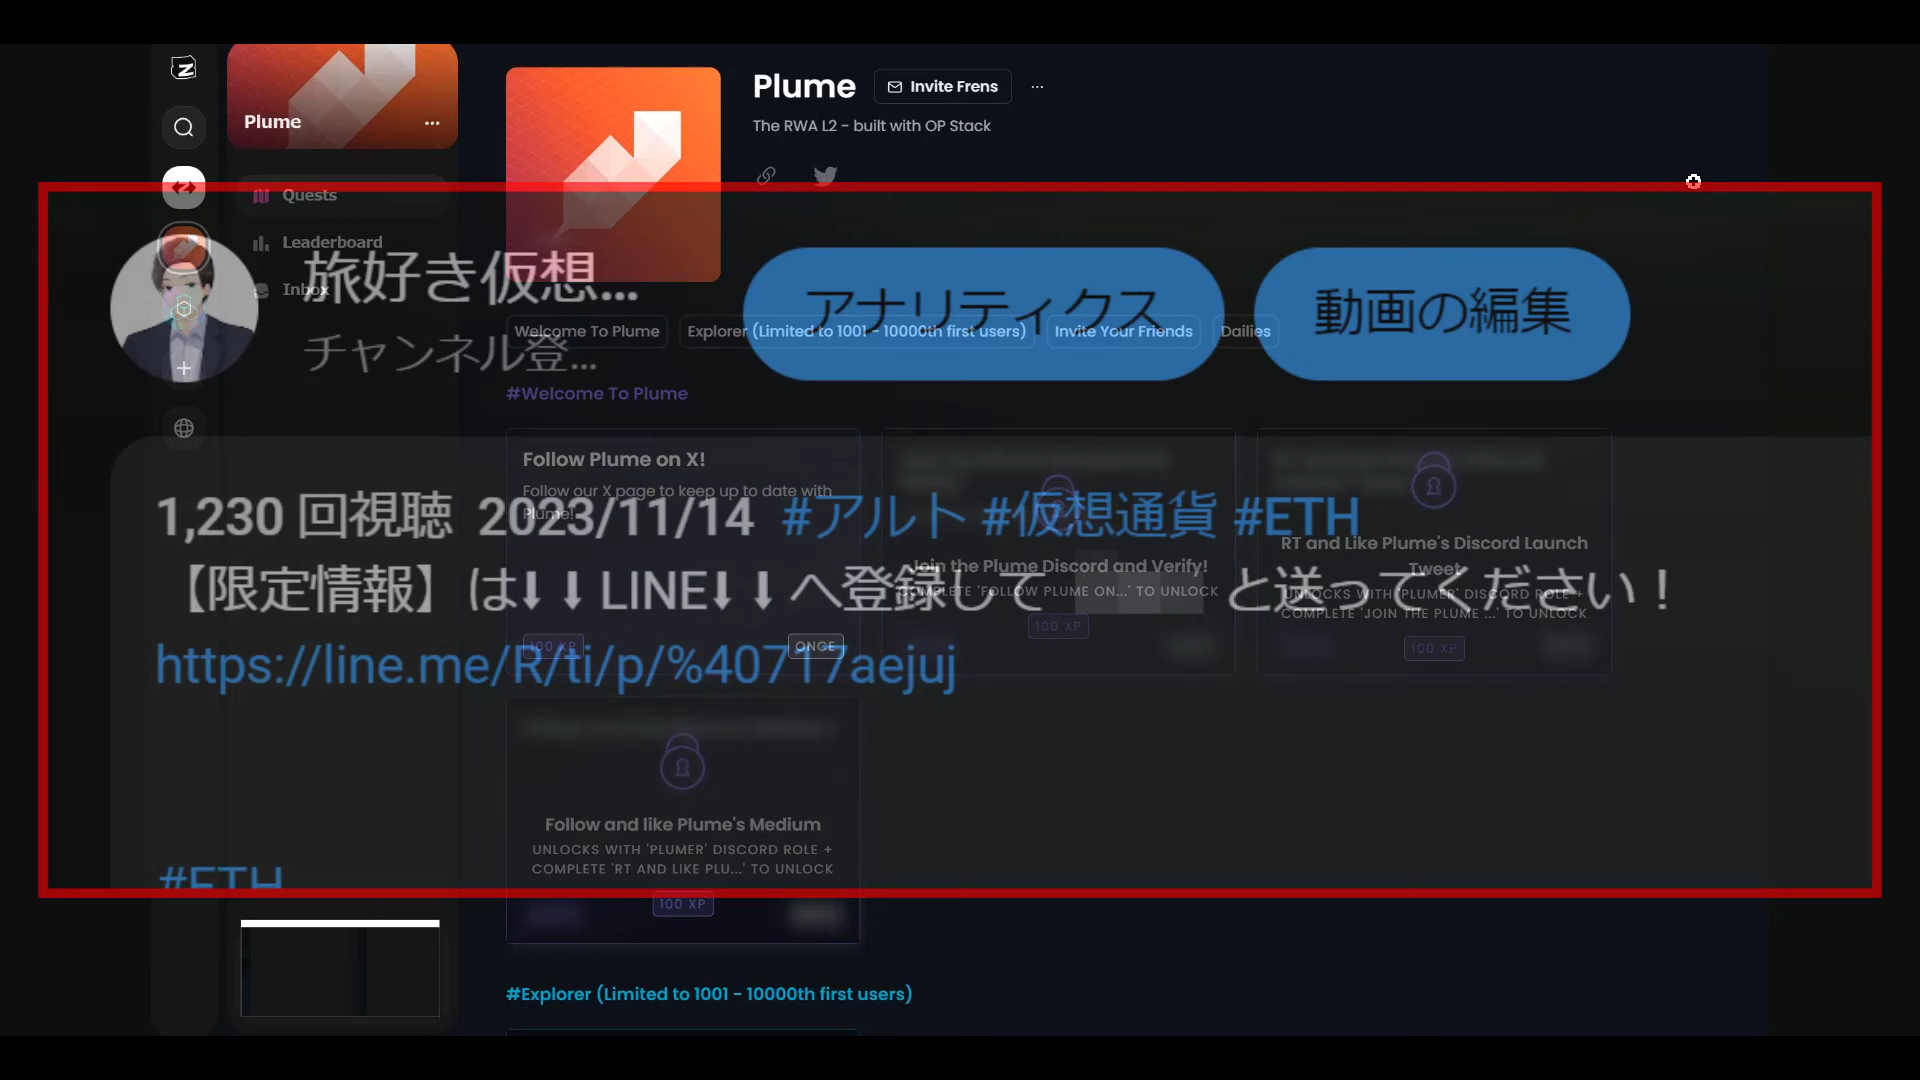 Plume
Invite Frens
The RWA L2 - built with OP Stack
Plume
Quests
Leaderboard
Inbox
旅好き仮想...
チャンネル登...
アナリティクス
動画の編集
Welcome To Plume
Explorer (Limited to 1001 - 10000th first users)
Invite Your Friends
Dailies
#Welcome To Plume
Follow Plume on X!
Follow our X page to keep up to date with
Plume!
1,230 回視聴 2023/11/14 #アルト #仮想通貨 #ETH
Join the Plume Discord and Verify!
COMPLETE 'FOLLOW PLUME ON...' TO UNLOCK
RT and Like Plume's Discord Launch
Tweet
UNLOCKS WITH 'PLUMER' DISCORD ROLE +
COMPLETE 'JOIN THE PLUME ...' TO UNLOCK
【限定情報】は⬇⬇LINE⬇⬇へ登録して
と送ってください！
100 XP
ONCE
100 XP
100 XP
https://line.me/R/ti/p/%40717aejuj
Follow and like Plume's Medium
UNLOCKS WITH 'PLUMER' DISCORD ROLE +
COMPLETE 'RT AND LIKE PLU...' TO UNLOCK
100 XP
#ETH
#Explorer (Limited to 1001 - 10000th first users)